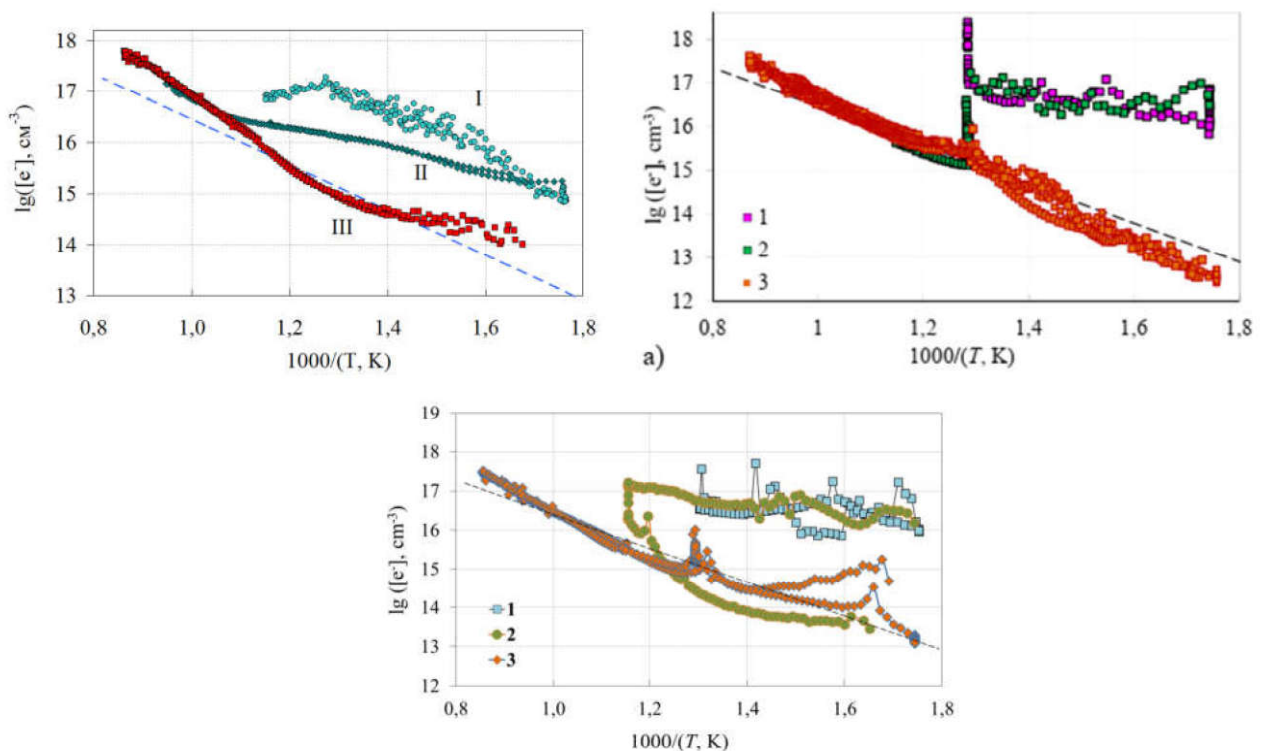 lg([e⁻], см⁻³)
18
17
16
15
14
13
I
II
III
0,8 1,0 1,2 1,4 1,6 1,8
1000/(T, K)
a)
lg ([e⁻], cm⁻³)
18
17
16
15
14
13
12
1
2
3
0,8 1 1,2 1,4 1,6 1,8
1000/(T, K)
lg ([e⁻], cm⁻³)
19
18
17
16
15
14
13
12
1
2
3
0,8 1,0 1,2 1,4 1,6 1,8
1000/(T, K)